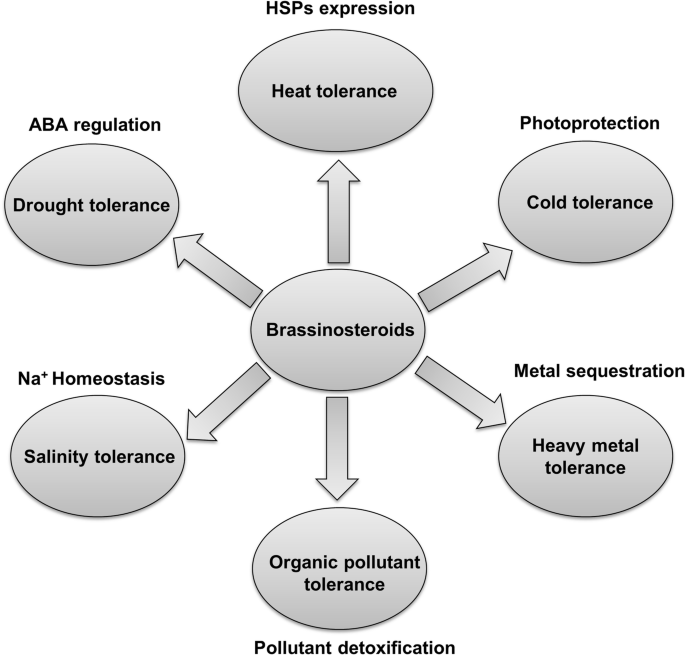 HSPs expression
Heat tolerance
ABA regulation
Drought tolerance
Photoprotection
Cold tolerance
Brassinosteroids
Na⁺ Homeostasis
Salinity tolerance
Metal sequestration
Heavy metal
tolerance
Organic pollutant
tolerance
Pollutant detoxification